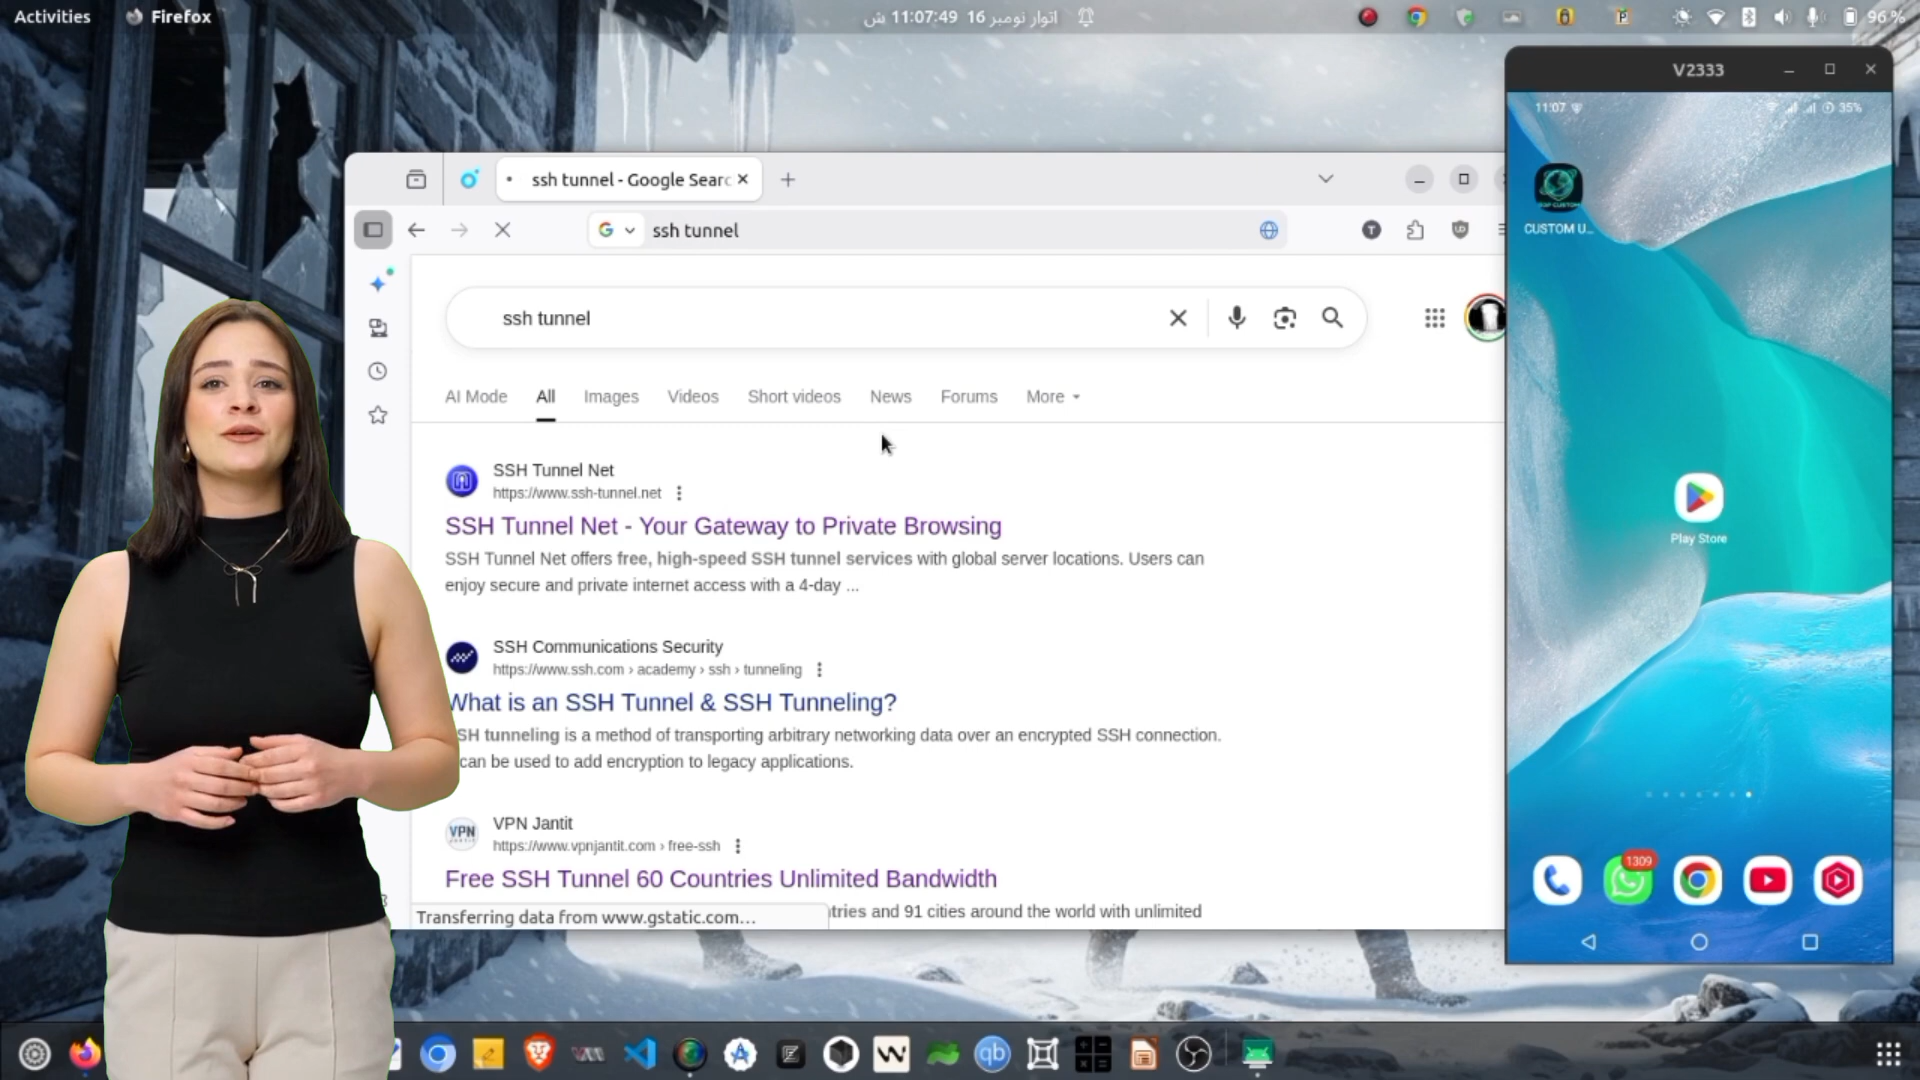 Activities
Firefox
اتوار نومبر 16 11:07:49 ش
96 %
V2333
11:07
35%
CUSTOM U...
Play Store
1309
ssh tunnel - Google Searc
ssh tunnel
ssh tunnel
AI Mode
All
Images
Videos
Short videos
News
Forums
More
SSH Tunnel Net
https://www.ssh-tunnel.net
SSH Tunnel Net - Your Gateway to Private Browsing
SSH Tunnel Net offers free, high-speed SSH tunnel services with global server locations. Users can
enjoy secure and private internet access with a 4-day ...
SSH Communications Security
https://www.ssh.com › academy › ssh › tunneling
What is an SSH Tunnel & SSH Tunneling?
SH tunneling is a method of transporting arbitrary networking data over an encrypted SSH connection.
can be used to add encryption to legacy applications.
VPN
VPN Jantit
https://www.vpnjantit.com › free-ssh
Free SSH Tunnel 60 Countries Unlimited Bandwidth
Transferring data from www.gstatic.com...
tries and 91 cities around the world with unlimited
qb